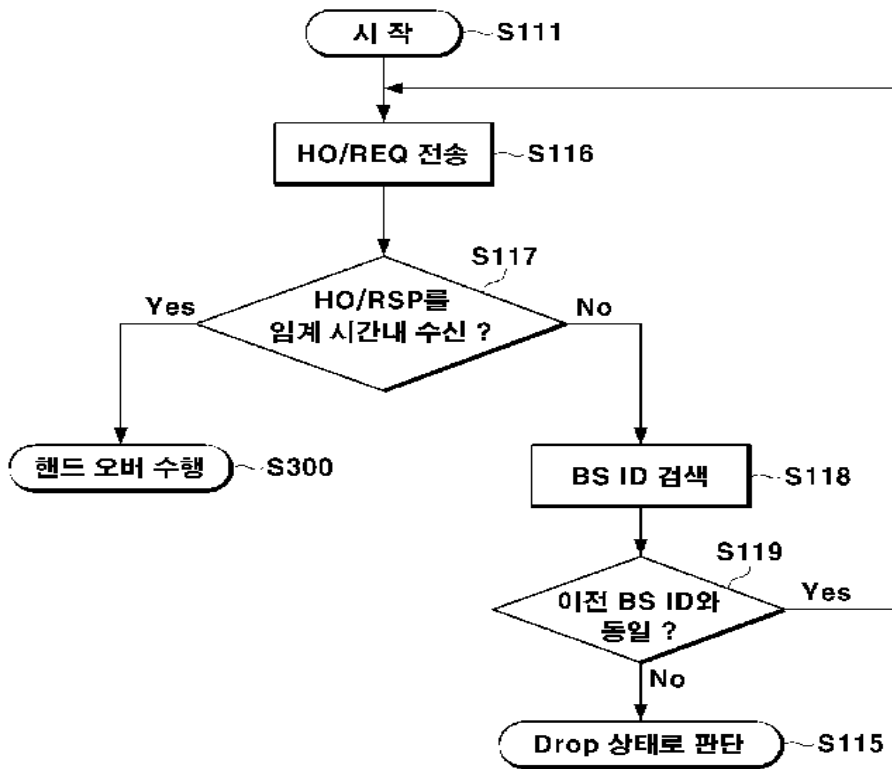 시 작
S111
HO/REQ 전송
S116
S117
HO/RSP를
임계 시간내 수신 ?
Yes
No
핸드 오버 수행
S300
BS ID 검색
S118
S119
이전 BS ID와
동일 ?
Yes
No
Drop 상태로 판단
S115